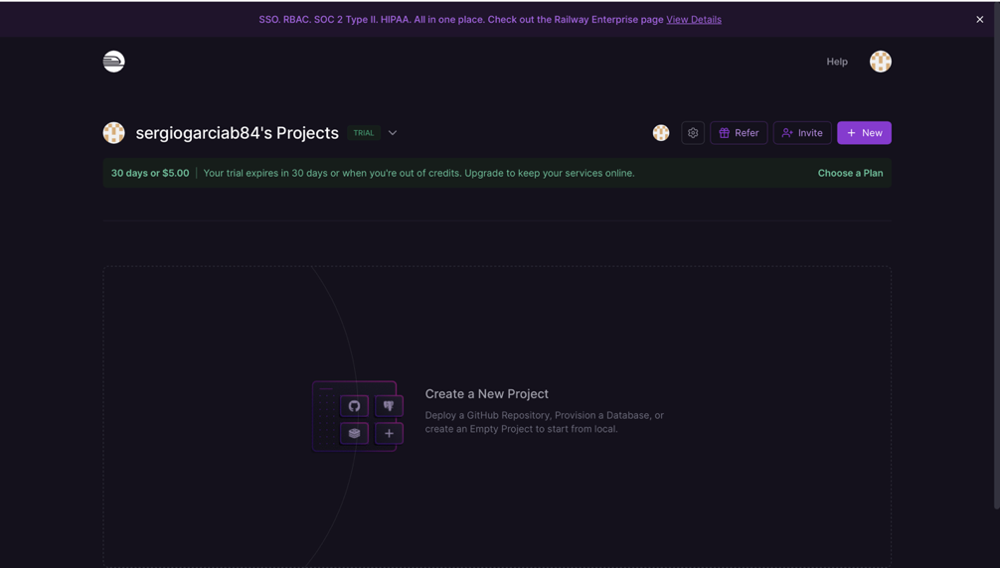 SSO. RBAC. SOC 2 Type II. HIPAA. All in one place. Check out the Railway Enterprise page View Details
Help
sergiogarciab84's Projects TRIAL
Refer
Invite
+ New
30 days or $5.00 | Your trial expires in 30 days or when you're out of credits. Upgrade to keep your services online.
Choose a Plan
Create a New Project
Deploy a GitHub Repository, Provision a Database, or
create an Empty Project to start from local.